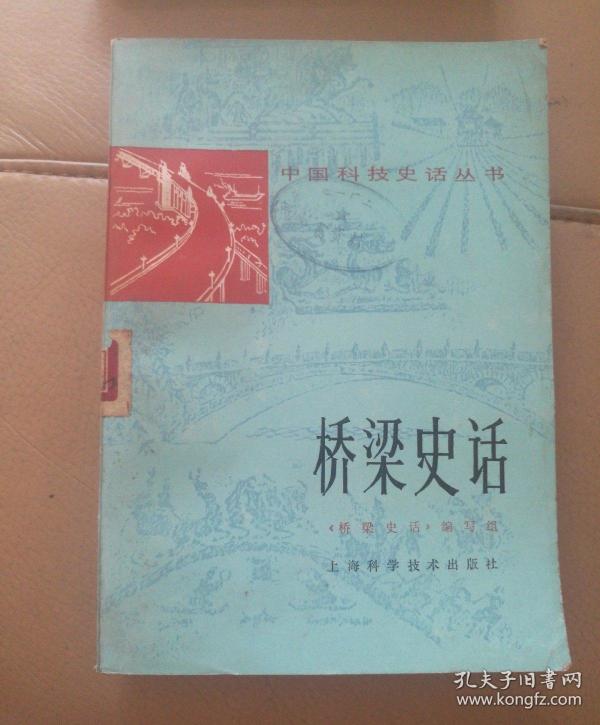 中国科技史话丛书
桥梁史话
《桥梁史话》编写组
上海科学技术出版社
孔夫子旧书网
www.kongfz.com